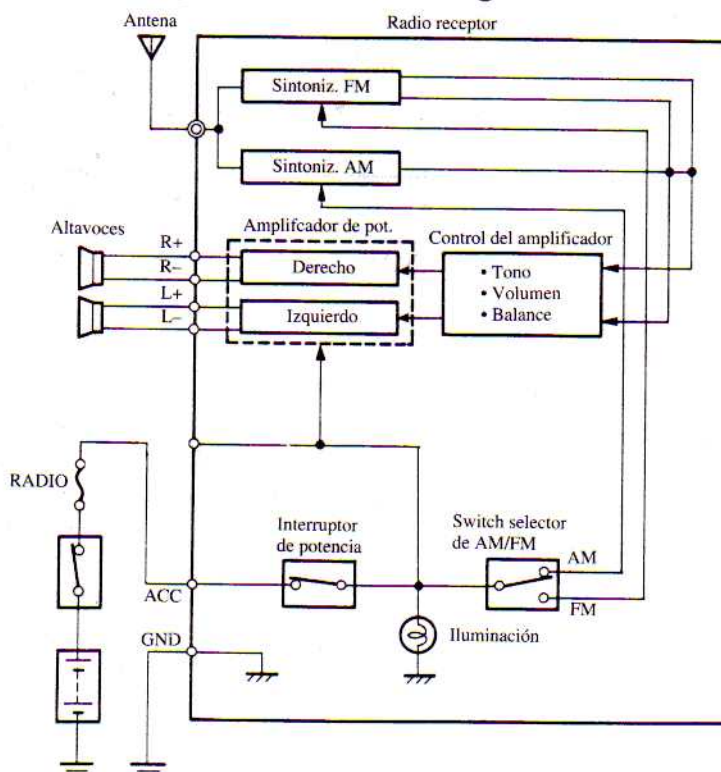 Antena
Radio receptor
Sintoniz. FM
Sintoniz. AM
Altavoces
R+
R−
L+
L−
Amplifcador de pot.
Derecho
Izquierdo
Control del amplificador
• Tono
• Volumen
• Balance
RADIO
Interruptor
de potencia
Switch selector
de AM/FM
AM
FM
ACC
GND
Iluminación